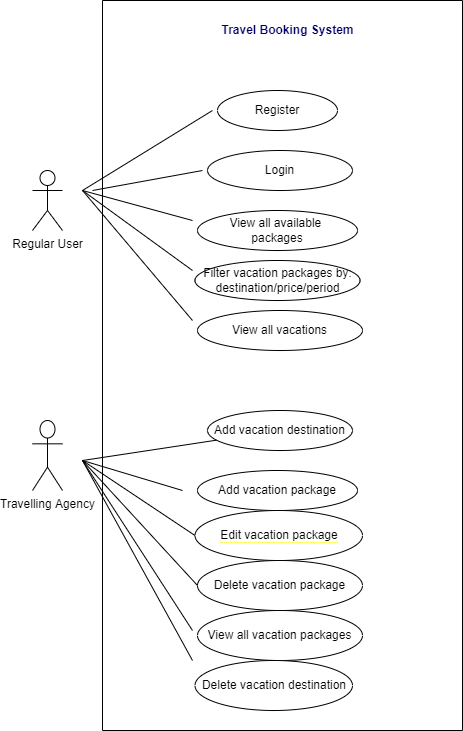 Travel Booking System
Register
Login
View all available
packages
Regular User
Filter vacation packages by:
destination/price/period
View all vacations
Add vacation destination
Add vacation package
Travelling Agency
Edit vacation package
Delete vacation package
View all vacation packages
Delete vacation destination